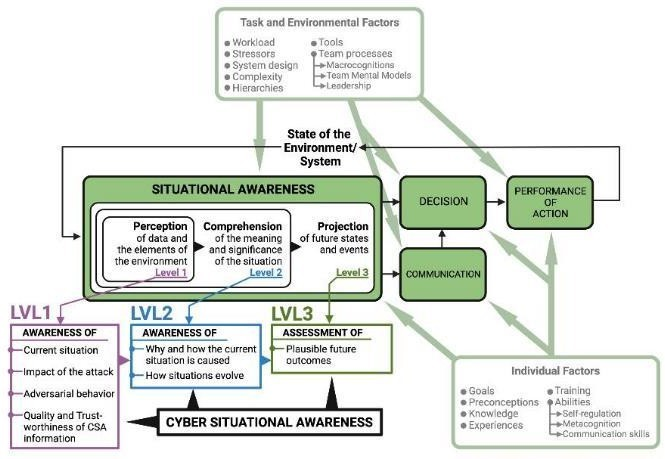 Task and Environmental Factors
Workload
Stressors
System design
Complexity
Hierarchies
Tools
Team processes
Macrocognitions
Team Mental Models
Leadership
State of the
Environment/
System
SITUATIONAL AWARENESS
Perception
of data and
the elements of
the environment
Level 1
Comprehension
of the meaning
and significance
of the situation
Level 2
Projection
of future states
and events
Level 3
DECISION
PERFORMANCE
OF
ACTION
COMMUNICATION
LVL1
AWARENESS OF
Current situation
Impact of the attack
Adversarial behavior
Quality and Trust-
worthiness of CSA
information
LVL2
AWARENESS OF
Why and how the current
situation is caused
How situations evolve
LVL3
ASSESSMENT OF
Plausible future
outcomes
CYBER SITUATIONAL AWARENESS
Individual Factors
Goals
Preconceptions
Knowledge
Experiences
Training
Abilities
Self-regulation
Metacognition
Communication skills